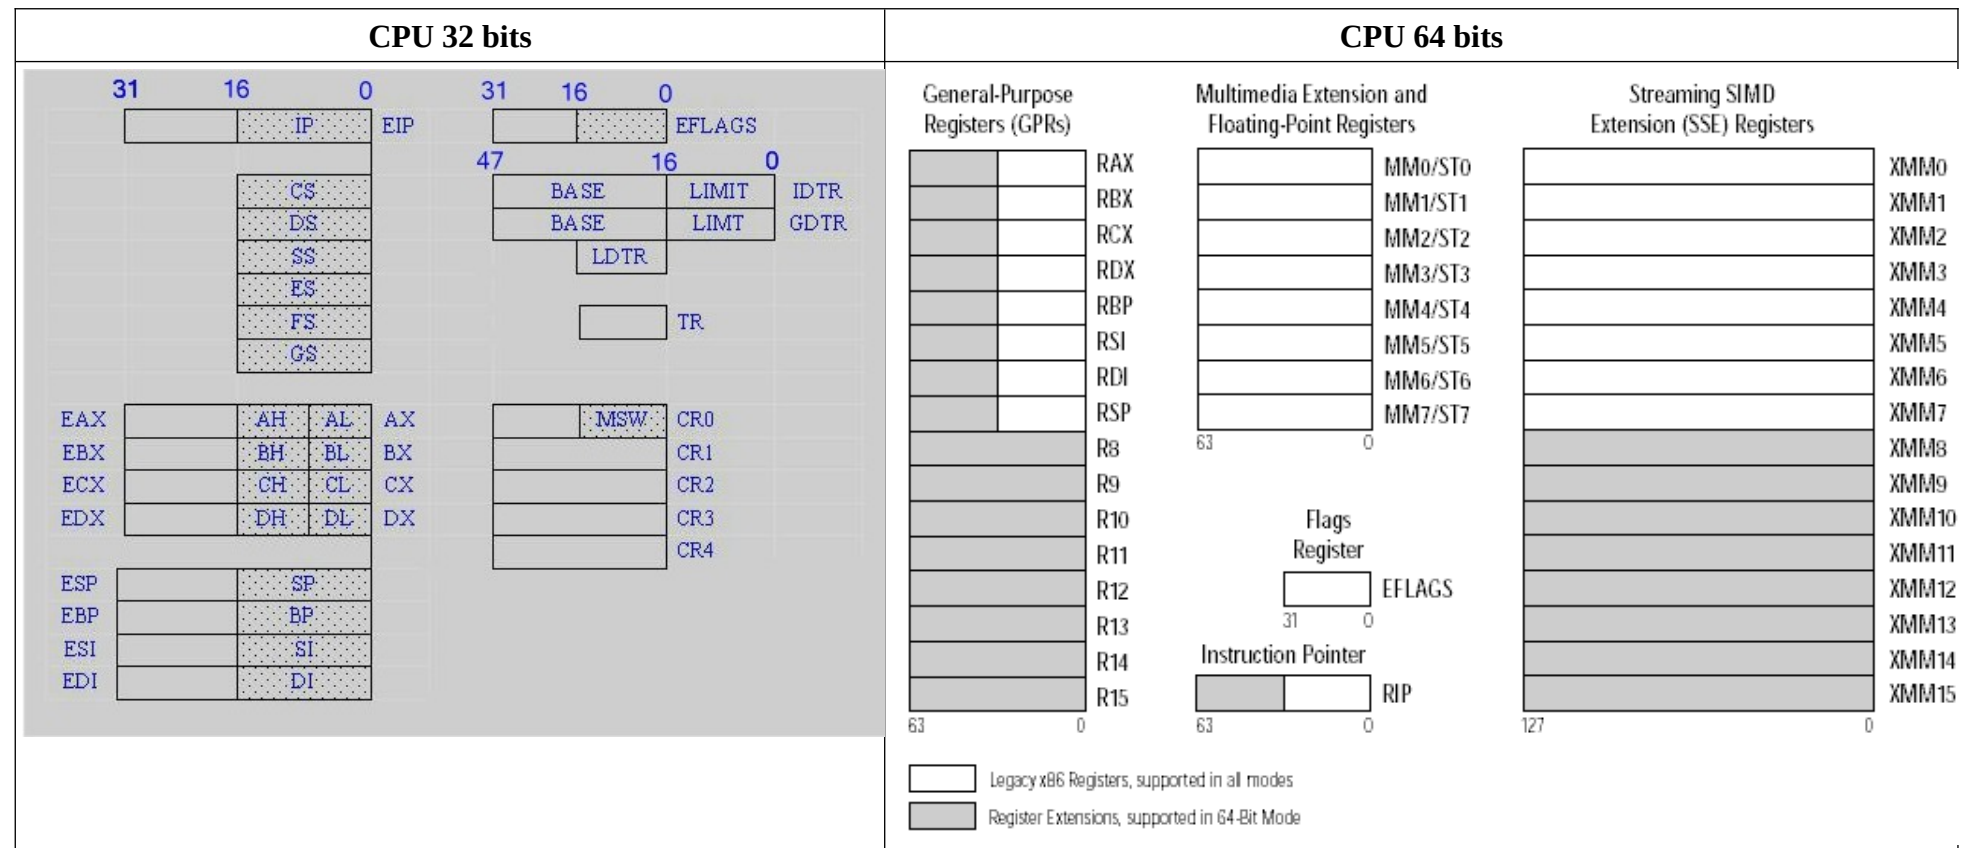 CPU 32 bits
31 16 0 31 16 0
IP EIP EFLAGS
47 16 0
CS BASE LIMIT IDTR
DS BASE LIMT GDTR
SS LDTR
ES
FS TR
GS
EAX AH AL AX MSW CR0
EBX BH BL BX CR1
ECX CH CL CX CR2
EDX DH DL DX CR3
CR4
ESP SP
EBP BP
ESI SI
EDI DI
CPU 64 bits
General-Purpose
Registers (GPRs)
RAX
RBX
RCX
RDX
RBP
RSI
RDI
RSP
R8
R9
R10
R11
R12
R13
R14
R15
63 0
Multimedia Extension and
Floating-Point Registers
MM0/ST0
MM1/ST1
MM2/ST2
MM3/ST3
MM4/ST4
MM5/ST5
MM6/ST6
MM7/ST7
63 0
Flags
Register
EFLAGS
31 0
Instruction Pointer
RIP
63 0
Streaming SIMD
Extension (SSE) Registers
XMM0
XMM1
XMM2
XMM3
XMM4
XMM5
XMM6
XMM7
XMM8
XMM9
XMM10
XMM11
XMM12
XMM13
XMM14
XMM15
127 0
Legacy x86 Registers, supported in all modes
Register Extensions, supported in 64-Bit Mode